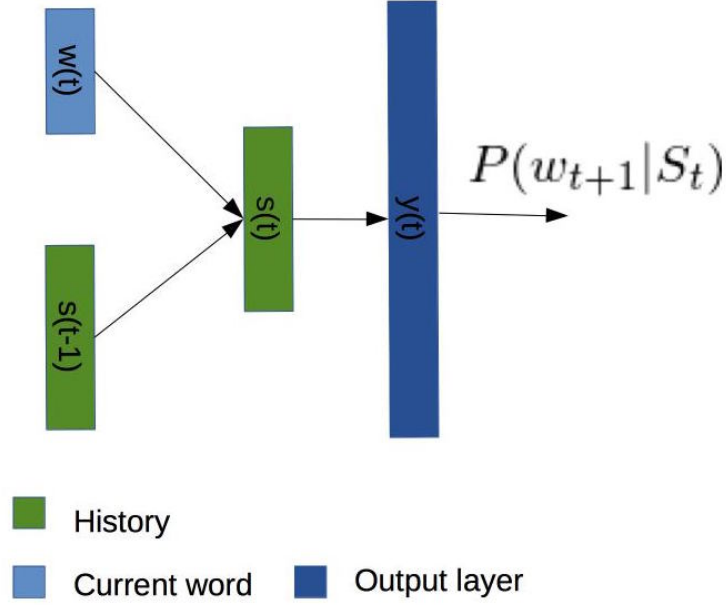 w(t)
s(t-1)
s(t)
y(t)
P(w_{t+1}|S_t)
History
Current word
Output layer